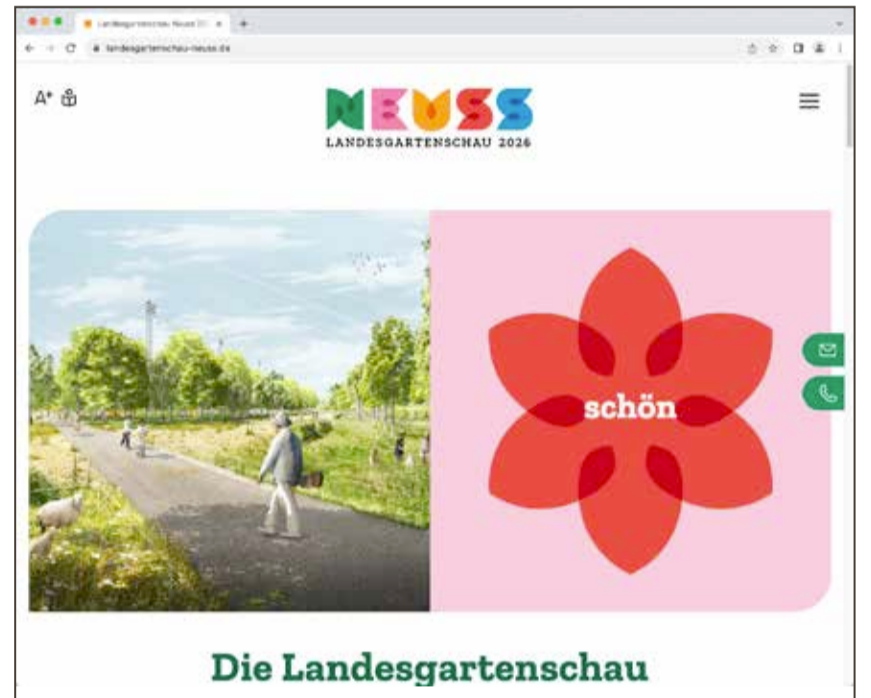 landesgartenschau-neuss.de
A+
NEUSS
LANDESGARTENSCHAU 2026
schön
Die Landesgartenschau